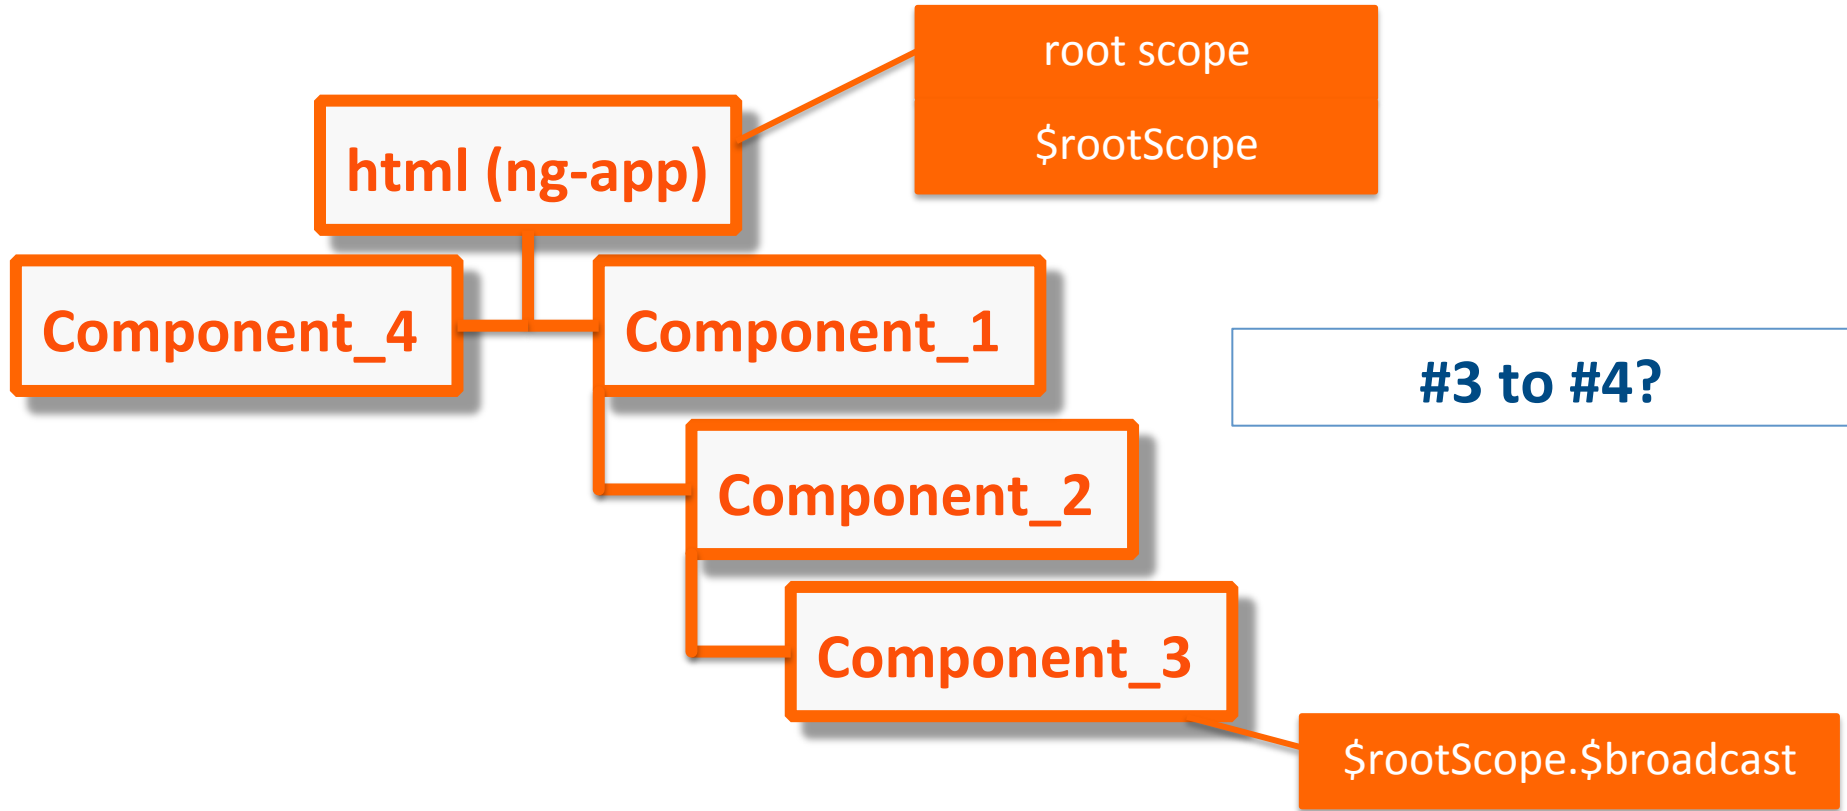 root scope
$rootScope
html (ng-app)
Component_4
Component_1
#3 to #4?
Component_2
Component_3
$rootScope.$broadcast